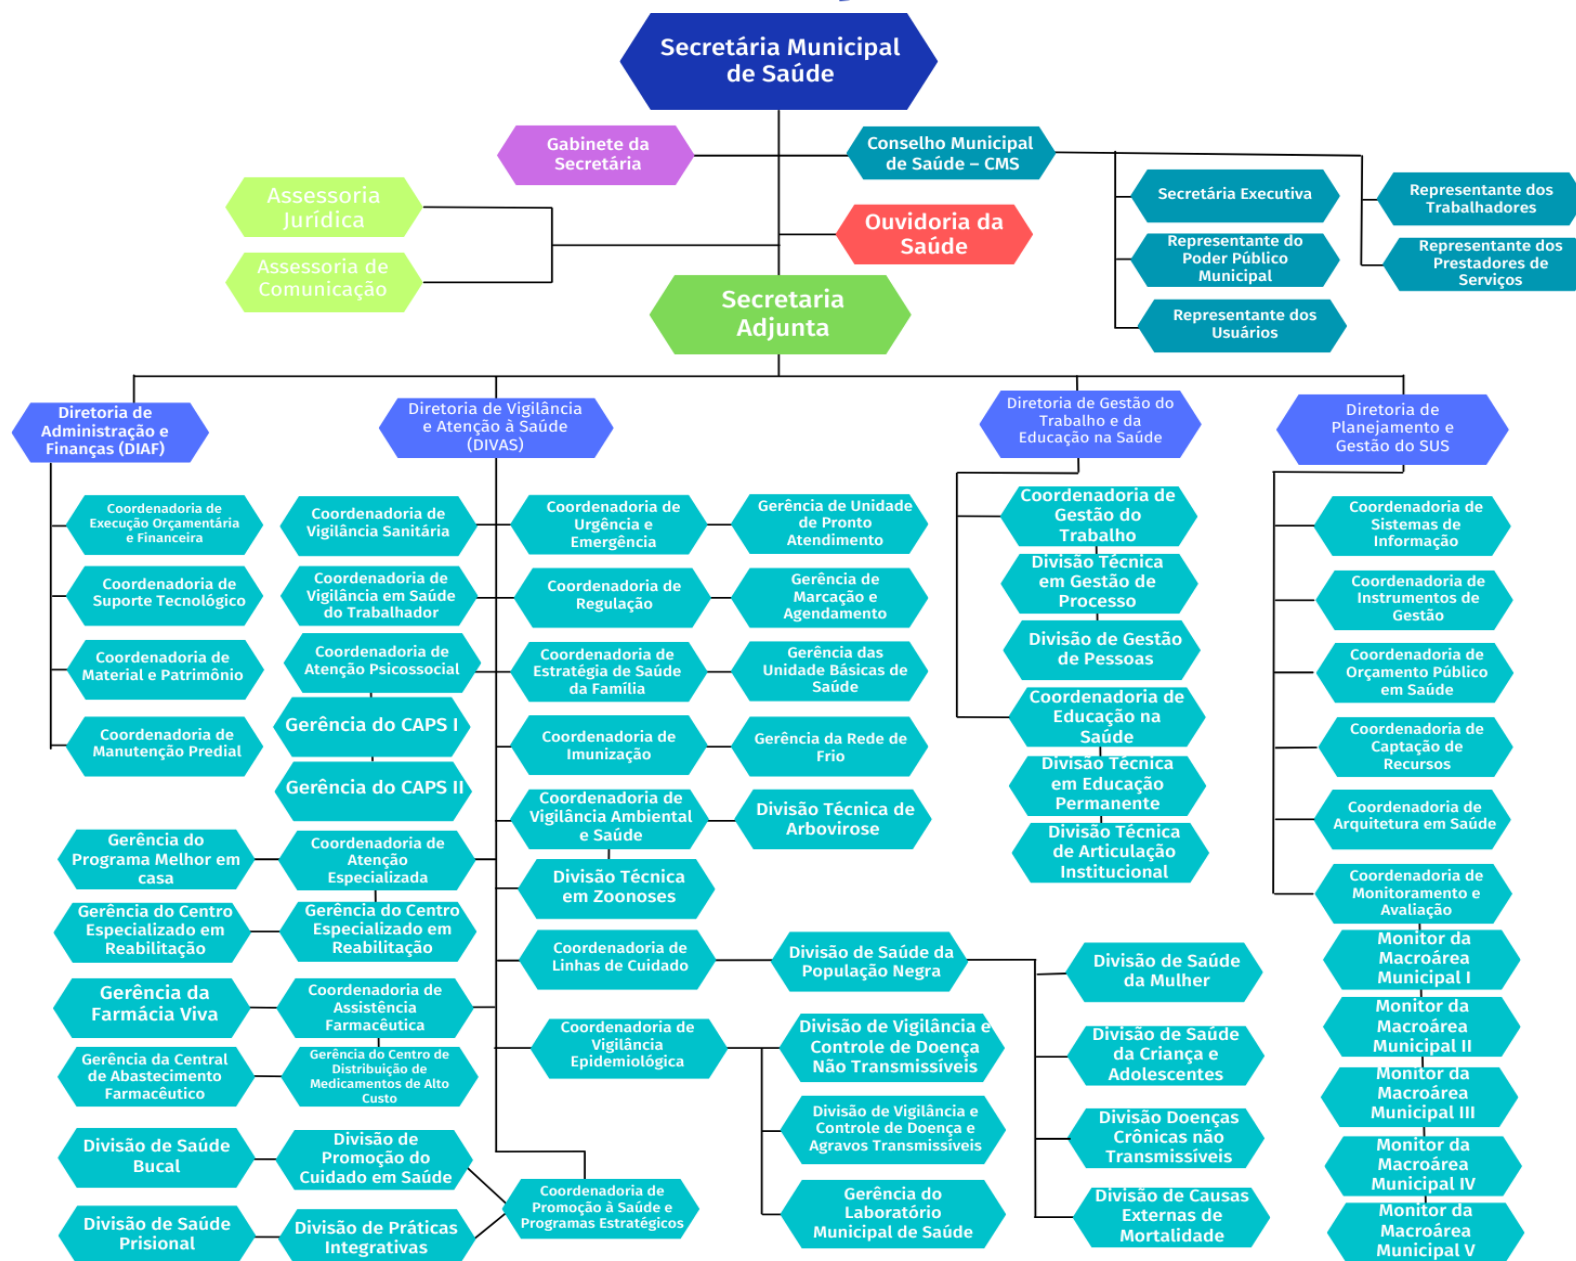 Secretária Municipal
de Saúde
Gabinete da
Secretária
Conselho Municipal
de Saúde – CMS
Assessoria
Jurídica
Assessoria de
Comunicação
Ouvidoria da
Saúde
Secretária Executiva
Representante do
Poder Público
Municipal
Representante dos
Usuários
Representante dos
Trabalhadores
Representante dos
Prestadores de
Serviços
Secretaria
Adjunta
Diretoria de
Administração e
Finanças (DIAF)
Diretoria de Vigilância
e Atenção à Saúde
(DIVAS)
Diretoria de Gestão do
Trabalho e da
Educação na Saúde
Diretoria de
Planejamento e
Gestão do SUS
Coordenadoria de
Execução Orçamentária
e Financeira
Coordenadoria de
Suporte Tecnológico
Coordenadoria de
Material e Patrimônio
Coordenadoria de
Manutenção Predial
Coordenadoria de
Vigilância Sanitária
Coordenadoria de
Vigilância em Saúde
do Trabalhador
Coordenadoria de
Atenção Psicossocial
Gerência do CAPS I
Gerência do CAPS II
Coordenadoria de
Urgência e
Emergência
Gerência de Unidade
de Pronto
Atendimento
Coordenadoria de
Regulação
Gerência de
Marcação e
Agendamento
Coordenadoria de
Estratégia de Saúde
da Família
Gerência das
Unidade Básicas de
Saúde
Coordenadoria de
Imunização
Gerência da Rede de
Frio
Coordenadoria de
Vigilância Ambiental
e Saúde
Divisão Técnica de
Arbovirose
Divisão Técnica
em Zoonoses
Gerência do
Programa Melhor em
casa
Coordenadoria de
Atenção
Especializada
Gerência do Centro
Especializado em
Reabilitação
Gerência do Centro
Especializado em
Reabilitação
Gerência da
Farmácia Viva
Coordenadoria de
Assistência
Farmacêutica
Gerência da Central
de Abastecimento
Farmacêutico
Gerência do Centro de
Distribuição de
Medicamentos de Alto
Custo
Divisão de Saúde
Bucal
Divisão de
Promoção do
Cuidado em Saúde
Divisão de Saúde
Prisional
Divisão de Práticas
Integrativas
Coordenadoria de
Promoção à Saúde e
Programas Estratégicos
Coordenadoria de
Linhas de Cuidado
Divisão de Saúde da
População Negra
Coordenadoria de
Vigilância
Epidemiológica
Divisão de Vigilância e
Controle de Doença
Não Transmissíveis
Divisão de Vigilância e
Controle de Doença e
Agravos Transmissíveis
Gerência do
Laboratório
Municipal de Saúde
Divisão de Saúde
da Mulher
Divisão de Saúde
da Criança e
Adolescentes
Divisão Doenças
Crônicas não
Transmissíveis
Divisão de Causas
Externas de
Mortalidade
Coordenadoria de
Gestão do
Trabalho
Divisão Técnica
em Gestão de
Processo
Divisão de Gestão
de Pessoas
Coordenadoria de
Educação na
Saúde
Divisão Técnica
em Educação
Permanente
Divisão Técnica
de Articulação
Institucional
Coordenadoria de
Sistemas de
Informação
Coordenadoria de
Instrumentos de
Gestão
Coordenadoria de
Orçamento Público
em Saúde
Coordenadoria de
Captação de
Recursos
Coordenadoria de
Arquitetura em Saúde
Coordenadoria de
Monitoramento e
Avaliação
Monitor da
Macroárea
Municipal I
Monitor da
Macroárea
Municipal II
Monitor da
Macroárea
Municipal III
Monitor da
Macroárea
Municipal IV
Monitor da
Macroárea
Municipal V